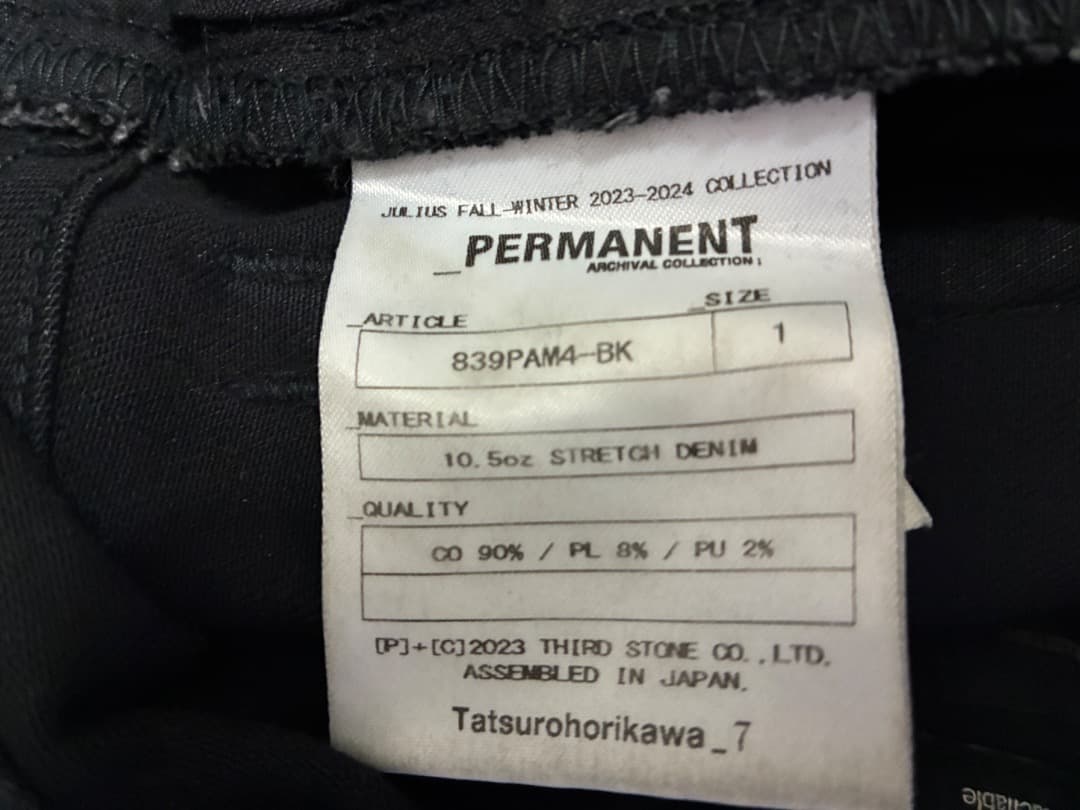 JULIUS FALL-WINTER 2023-2024 COLLECTION
_PERMANENT
ARCHIVAL COLLECTION;
_SIZE
_ARTICLE
839PAM4-BK
1
_MATERIAL
10.5oz STRETCH DENIM
_QUALITY
CO 90% / PL 8% / PU 2%
[P]+[C]2023 THIRD STONE CO.,LTD.
ASSEMBLED IN JAPAN.
Tatsurohorikawa_7